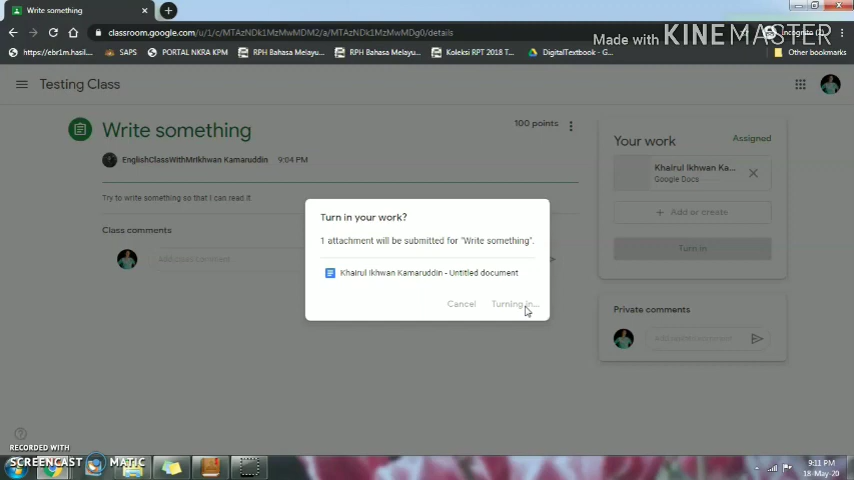 Write something
classroom.google.com/u/1/c/MTAzNDk1MzMwMDM2/a/MTAzNDk1MzMwMDg0/details
Incognito (2)
Made with KINEMASTER
https://ebr1m.hasil...
SAPS
PORTAL NKRA KPM
RPH Bahasa Melayu...
RPH Bahasa Melayu...
Koleksi RPT 2018 T...
DigitalTextbook - G...
Other bookmarks
Testing Class
Write something
100 points
EnglishClassWithMrIkhwan Kamaruddin 9:04 PM
Try to write something so that I can read it.
Class comments
Your work
Assigned
Khairul Ikhwan Ka...
Google Docs
+ Add or create
Turn in
Private comments
Turn in your work?
1 attachment will be submitted for "Write something".
Khairul Ikhwan Kamaruddin - Untitled document
Cancel
Turning in...
RECORDED WITH
SCREENCAST MATIC
9:11 PM
18-May-20